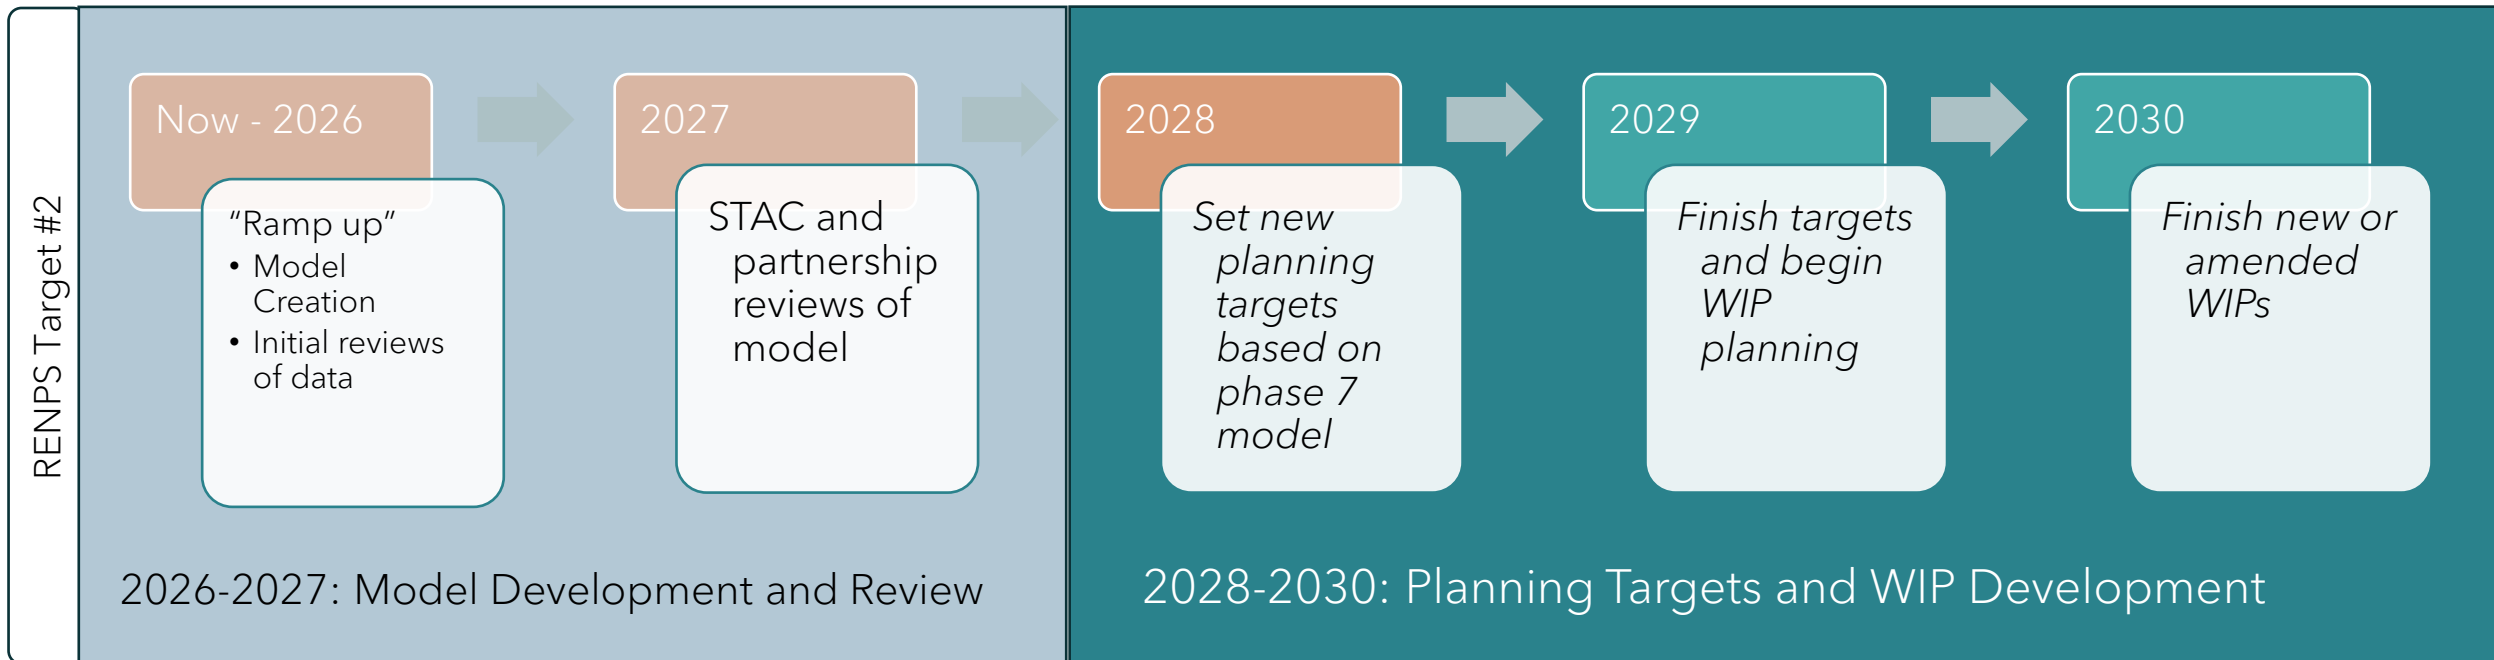 RENPS Target #2
Now - 2026
“Ramp up”
• Model
Creation
• Initial reviews
of data
2027
STAC and
partnership
reviews of
model
2026-2027: Model Development and Review
2028
Set new
planning
targets
based on
phase 7
model
2029
Finish targets
and begin
WIP
planning
2030
Finish new or
amended
WIPs
2028-2030: Planning Targets and WIP Development